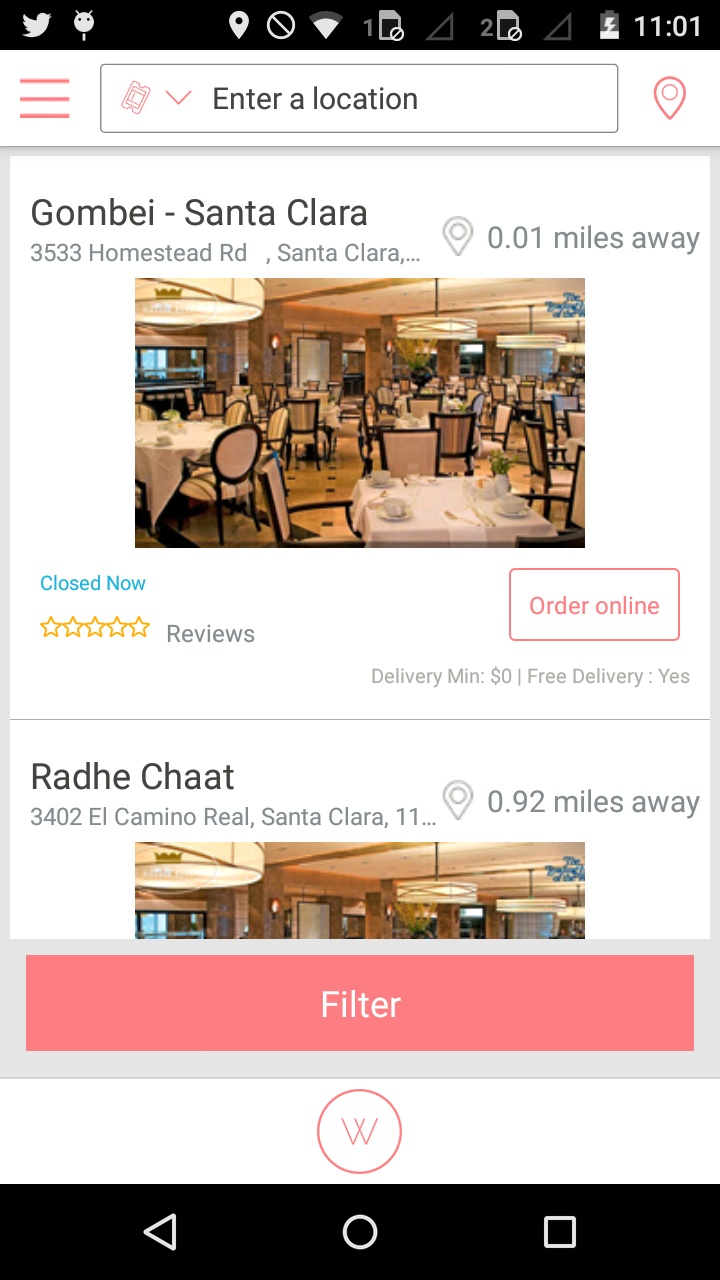 1 2 11:01
Enter a location
Gombei - Santa Clara
3533 Homestead Rd , Santa Clara,...
0.01 miles away
Closed Now
Order online
Reviews
Delivery Min: $0 | Free Delivery : Yes
Radhe Chaat
3402 El Camino Real, Santa Clara, 11...
0.92 miles away
Filter
W